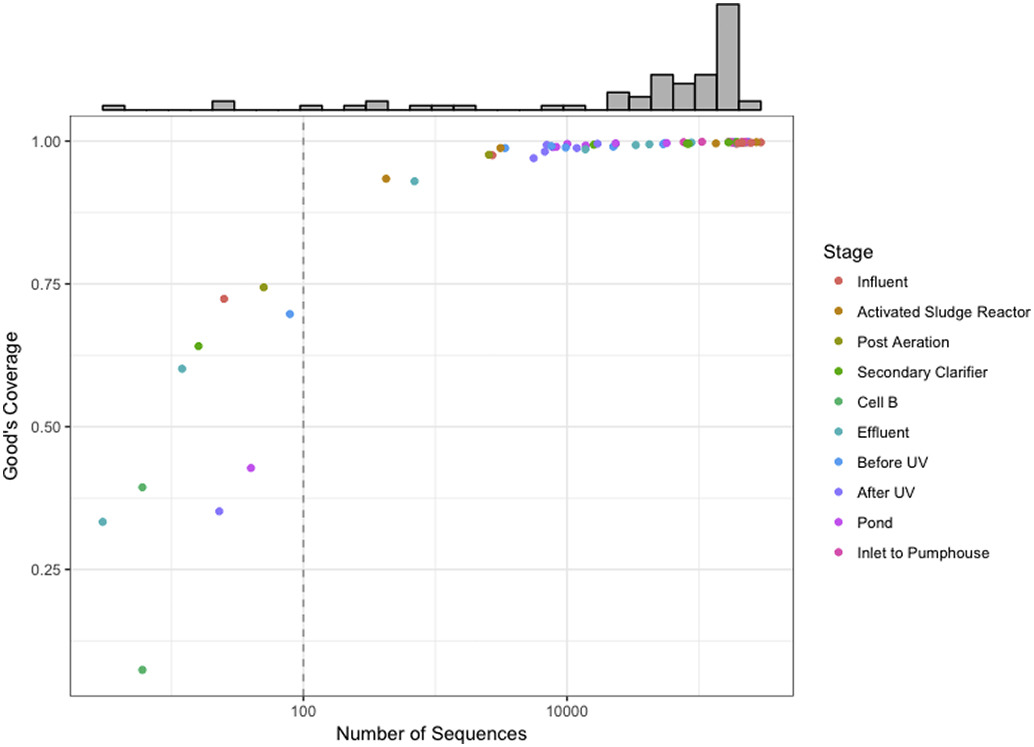 1.00
0.75
0.50
0.25
Good's Coverage
100
10000
Number of Sequences
Stage
Influent
Activated Sludge Reactor
Post Aeration
Secondary Clarifier
Cell B
Effluent
Before UV
After UV
Pond
Inlet to Pumphouse